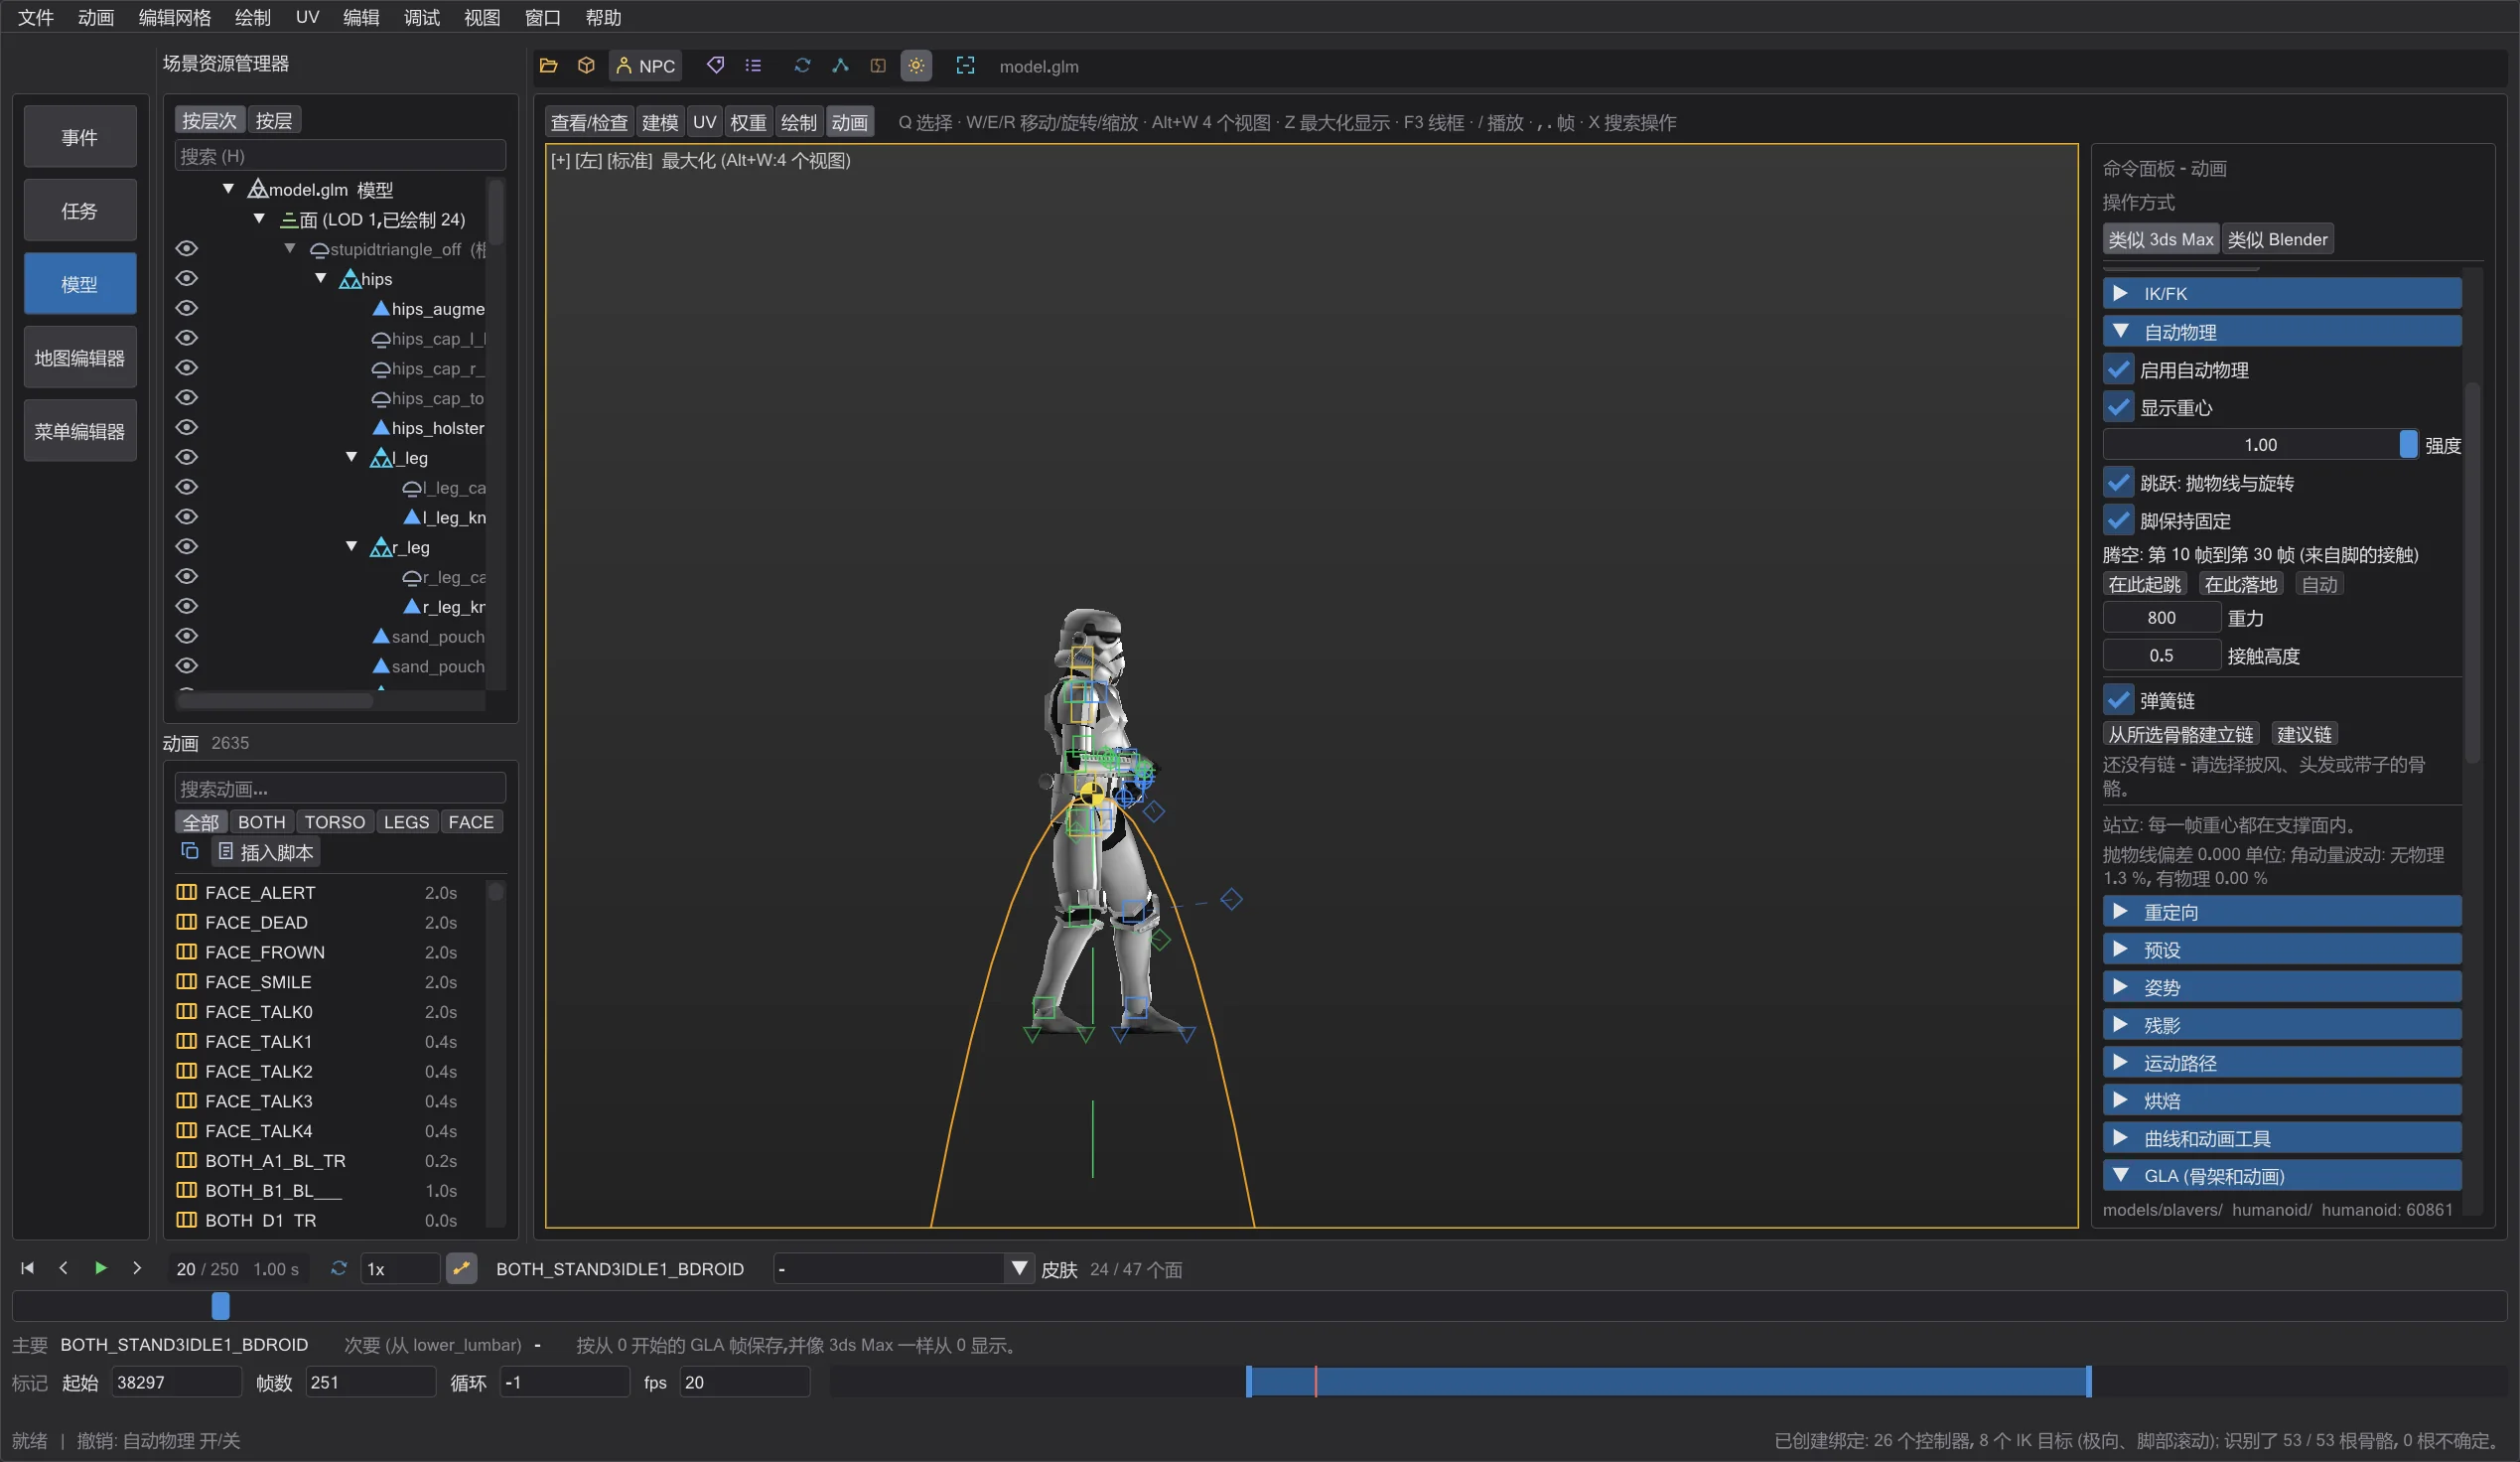 文件 动画 编辑网格 绘制 UV 编辑 调试 视图 窗口 帮助
场景资源管理器
NPC model.glm
事件
任务
模型
地图编辑器
菜单编辑器
按层次 按层
搜索 (H)
model.glm 模型
面 (LOD 1,已绘制 24)
stupidtriangle_off
hips
hips_augme
hips_cap_l_
hips_cap_r_
hips_cap_to
hips_holster
l_leg
l_leg_ca
l_leg_kn
r_leg
r_leg_ca
r_leg_kn
sand_pouch
sand_pouch
动画 2635
搜索动画...
全部 BOTH TORSO LEGS FACE
插入脚本
FACE_ALERT 2.0s
FACE_DEAD 2.0s
FACE_FROWN 2.0s
FACE_SMILE 2.0s
FACE_TALK0 2.0s
FACE_TALK1 0.4s
FACE_TALK2 0.4s
FACE_TALK3 0.4s
FACE_TALK4 0.4s
BOTH_A1_BL_TR 0.2s
BOTH_B1_BL___ 1.0s
BOTH_D1_TR 0.0s
查看/检查 建模 UV 权重 绘制 动画 Q 选择 · W/E/R 移动/旋转/缩放 · Alt+W 4 个视图 · Z 最大化显示 · F3 线框 · / 播放 · , . 帧 · X 搜索操作
[+] [左] [标准] 最大化 (Alt+W:4 个视图)
命令面板 - 动画
操作方式
类似 3ds Max 类似 Blender
IK/FK
自动物理
启用自动物理
显示重心
1.00 强度
跳跃: 抛物线与旋转
脚保持固定
腾空: 第 10 帧到第 30 帧 (来自脚的接触)
在此起跳 在此落地 自动
800 重力
0.5 接触高度
弹簧链
从所选骨骼建立链 建议链
还没有链 - 请选择披风、头发或带子的骨
骼。
站立: 每一帧重心都在支撑面内。
抛物线偏差 0.000 单位; 角动量波动: 无物理
1.3 %, 有物理 0.00 %
重定向
预设
姿势
残影
运动路径
烘焙
曲线和动画工具
GLA (骨架和动画)
models/players/_humanoid/_humanoid: 60861
20 / 250 1.00 s 1x BOTH_STAND3IDLE1_BDROID - 皮肤 24 / 47 个面
主要 BOTH_STAND3IDLE1_BDROID 次要 (从 lower_lumbar) - 按从 0 开始的 GLA 帧保存,并像 3ds Max 一样从 0 显示。
标记 起始 38297 帧数 251 循环 -1 fps 20
就绪 | 撤销: 自动物理 开/关
已创建绑定: 26 个控制器, 8 个 IK 目标 (极向、脚部滚动); 识别了 53 / 53 根骨骼, 0 根不确定。